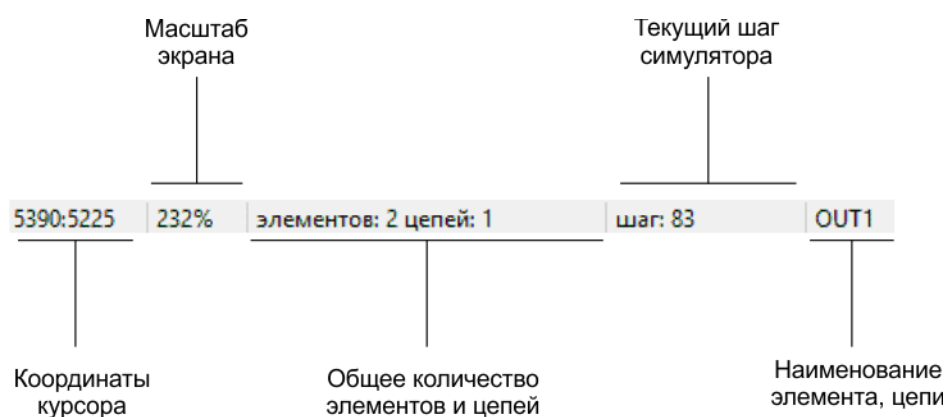 Масштаб
экрана
Текущий шаг
симулятора
5390:5225 232% элементов: 2 цепей: 1 шаг: 83 OUT1
Координаты
курсора
Общее количество
элементов и цепей
Наименование
элемента, цепи